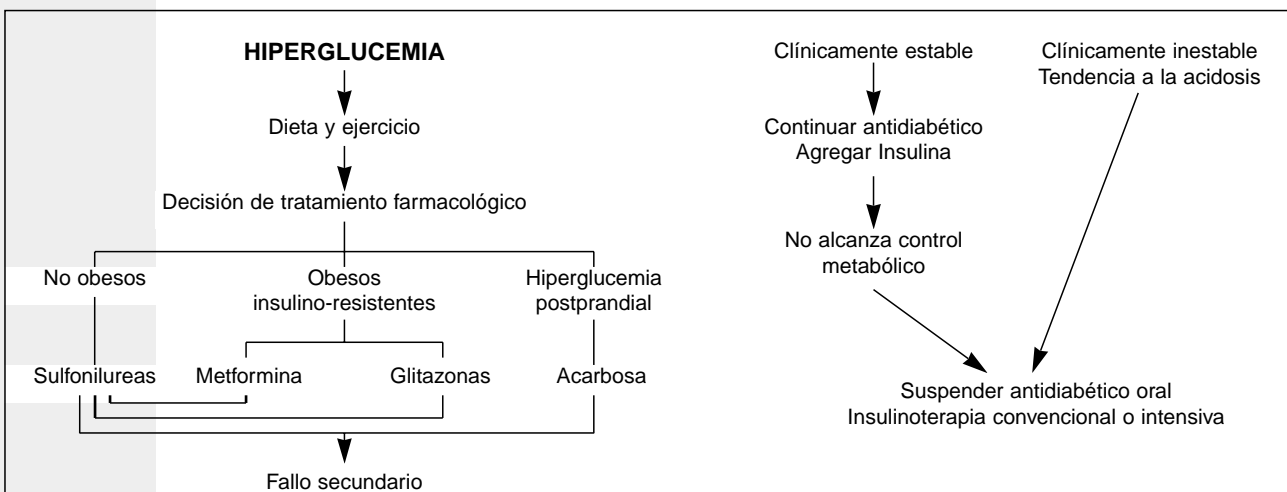 HIPERGLUCEMIA
Dieta y ejercicio
Decisión de tratamiento farmacológico
No obesos
Obesos
insulino-resistentes
Hiperglucemia
postprandial
Sulfonilureas
Metformina
Glitazonas
Acarbosa
Fallo secundario
Clínicamente estable
Continuar antidiabético
Agregar Insulina
No alcanza control
metabólico
Clínicamente inestable
Tendencia a la acidosis
Suspender antidiabético oral
Insulinoterapia convencional o intensiva